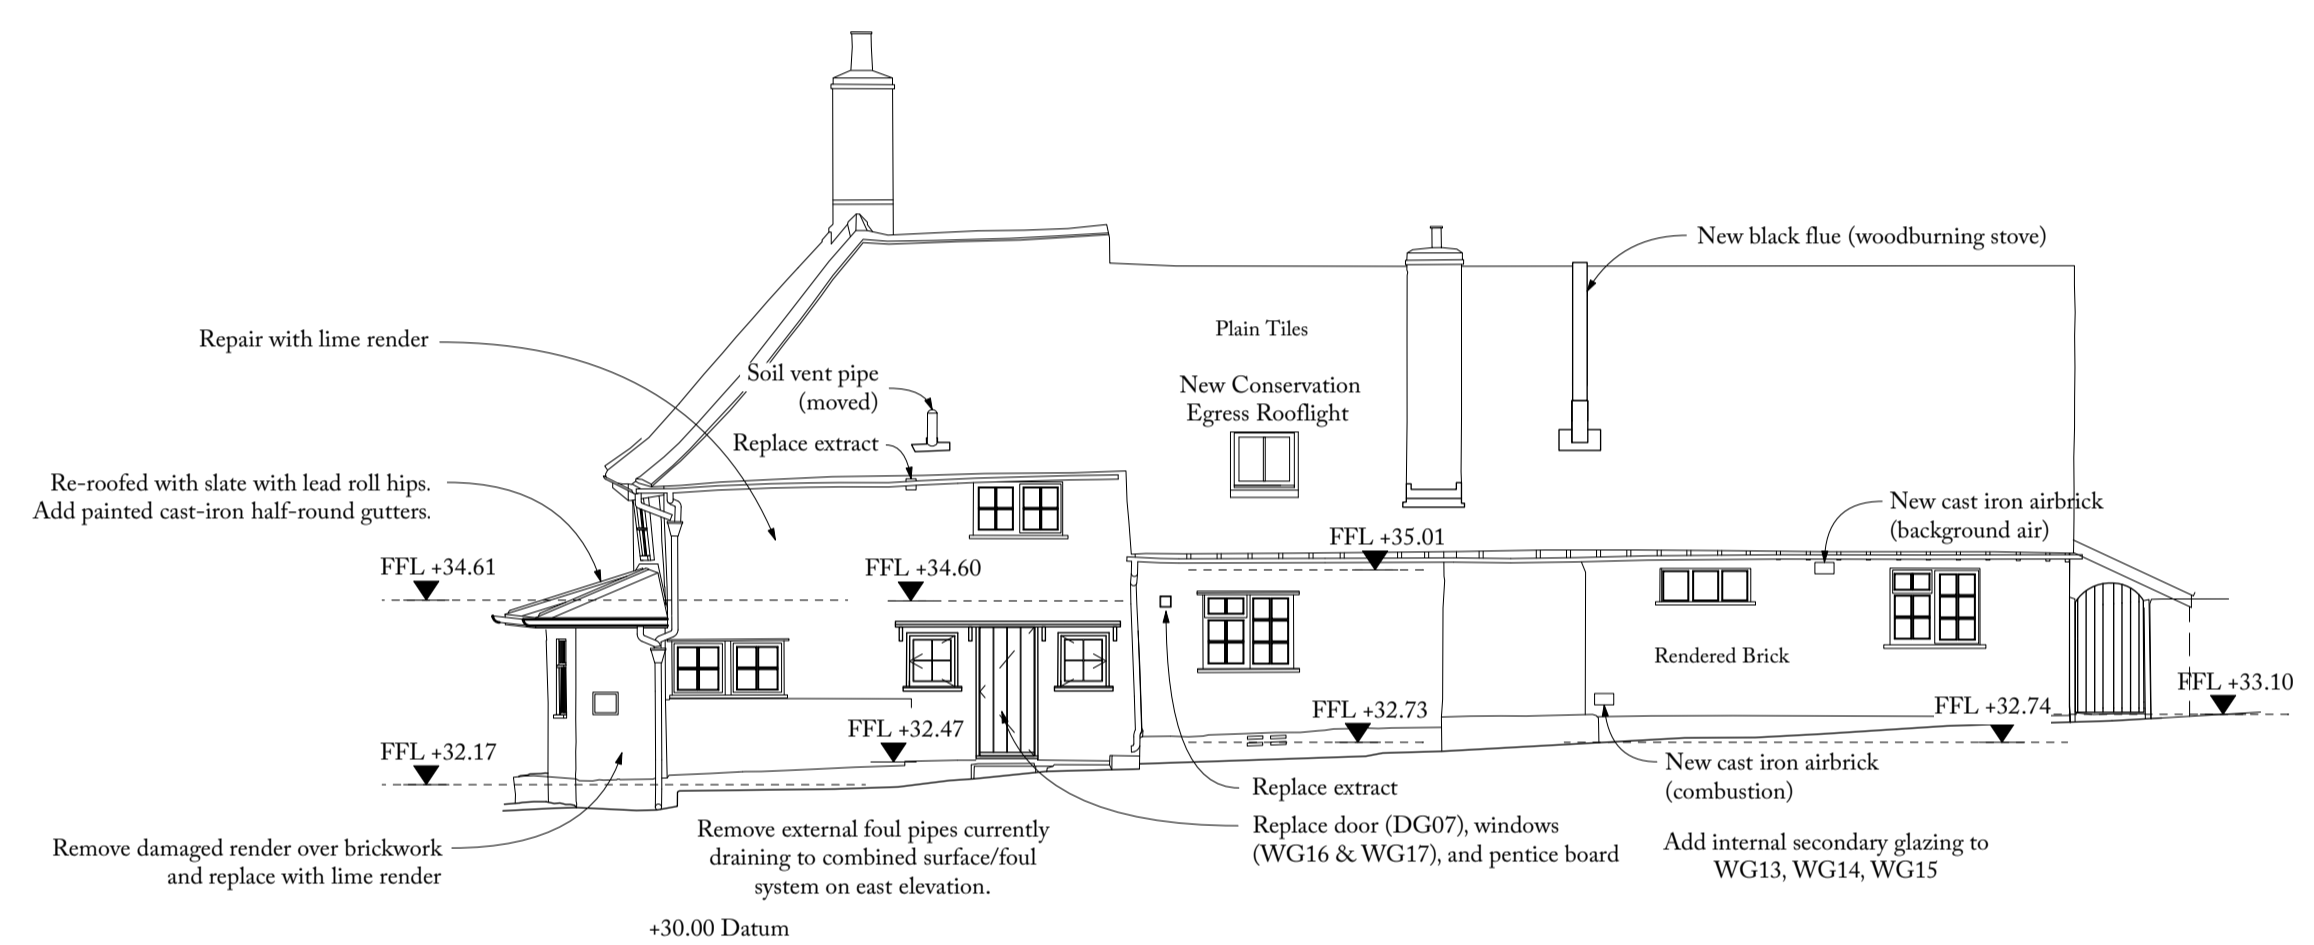 New black flue (woodburning stove)
Plain Tiles
Repair with lime render
Soil vent pipe
(moved)
New Conservation
Egress Rooflight
Replace extract
Re-roofed with slate with lead roll hips.
Add painted cast-iron half-round gutters.
New cast iron airbrick
(background air)
FFL +35.01
FFL +34.61
FFL +34.60
Rendered Brick
FFL +33.10
FFL +32.74
FFL +32.73
FFL +32.47
FFL +32.17
New cast iron airbrick
(combustion)
Replace extract
Replace door (DG07), windows
(WG16 & WG17), and pentice board
Remove external foul pipes currently
draining to combined surface/foul
system on east elevation.
Add internal secondary glazing to
WG13, WG14, WG15
Remove damaged render over brickwork
and replace with lime render
+30.00 Datum